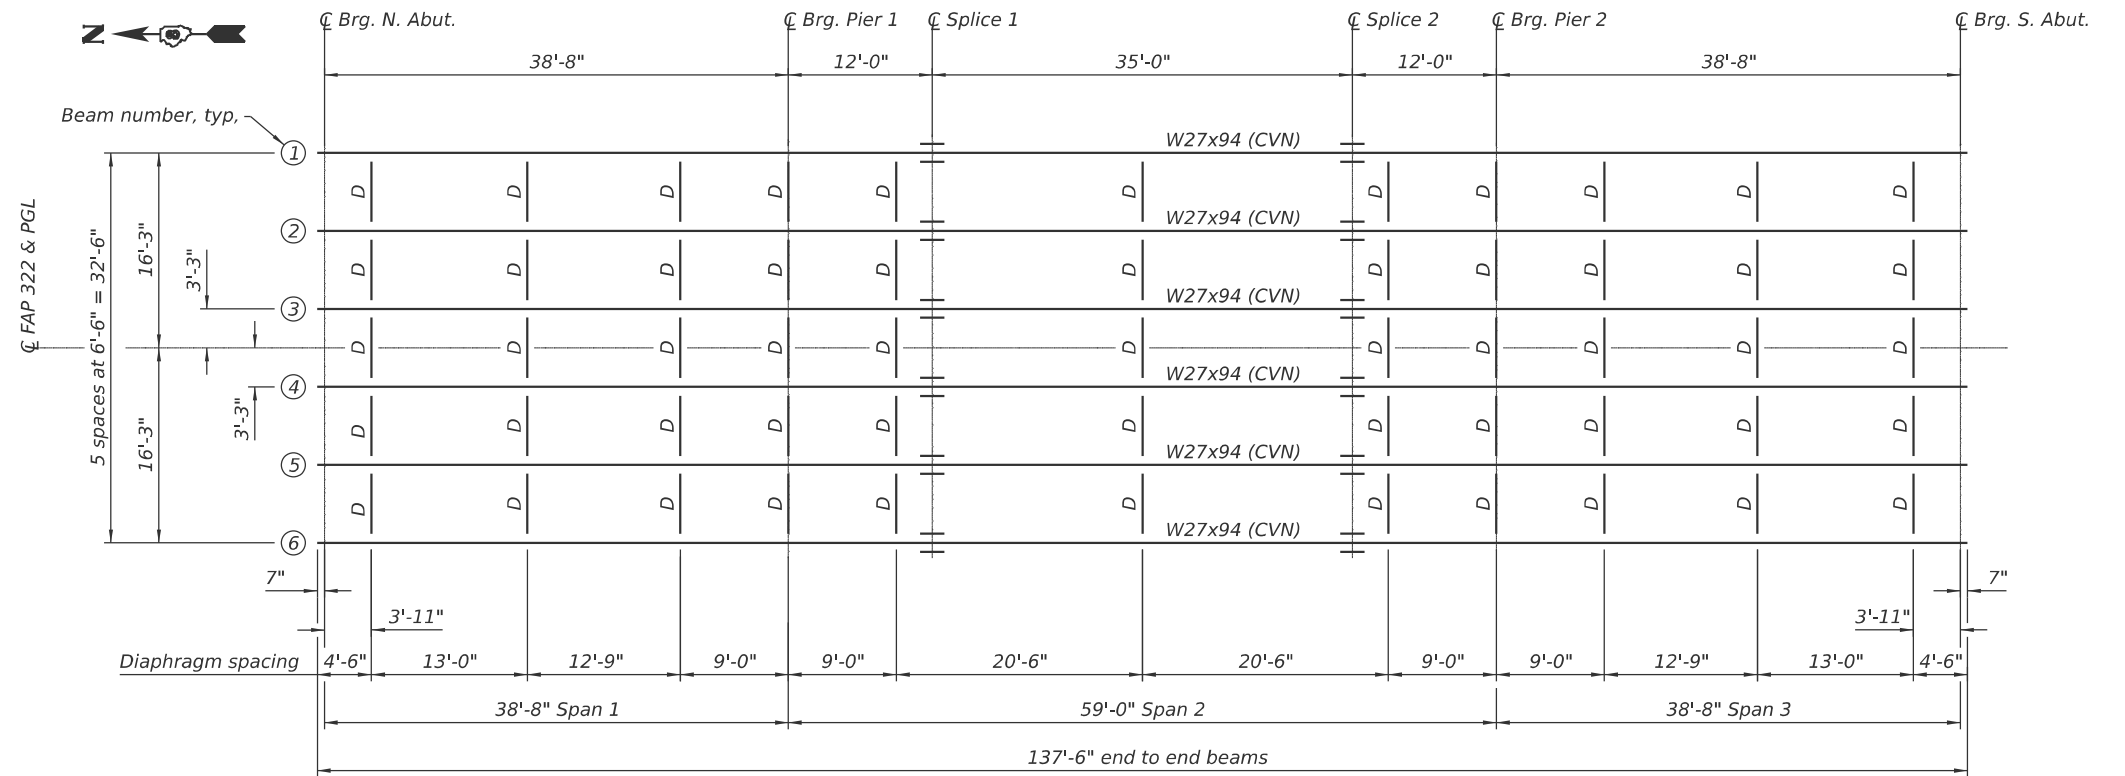 ℄ Brg. N. Abut.
℄ Brg. Pier 1
℄ Splice 1
℄ Splice 2
℄ Brg. Pier 2
℄ Brg. S. Abut.
N
38'-8"
12'-0"
35'-0"
12'-0"
38'-8"
Beam number, typ,
1
W27x94 (CVN)
D D D D D D D D D D D
2
W27x94 (CVN)
D D D D D D D D D D D
3
W27x94 (CVN)
D D D D D D D D D D D
4
W27x94 (CVN)
D D D D D D D D D D D
5
W27x94 (CVN)
D D D D D D D D D D D
6
W27x94 (CVN)
℄ FAP 322 & PGL
5 spaces at 6'-6" = 32'-6"
16'-3"
16'-3"
3'-3"
3'-3"
7"
7"
3'-11"
3'-11"
Diaphragm spacing
4'-6"
13'-0"
12'-9"
9'-0"
9'-0"
20'-6"
20'-6"
9'-0"
9'-0"
12'-9"
13'-0"
4'-6"
38'-8" Span 1
59'-0" Span 2
38'-8" Span 3
137'-6" end to end beams